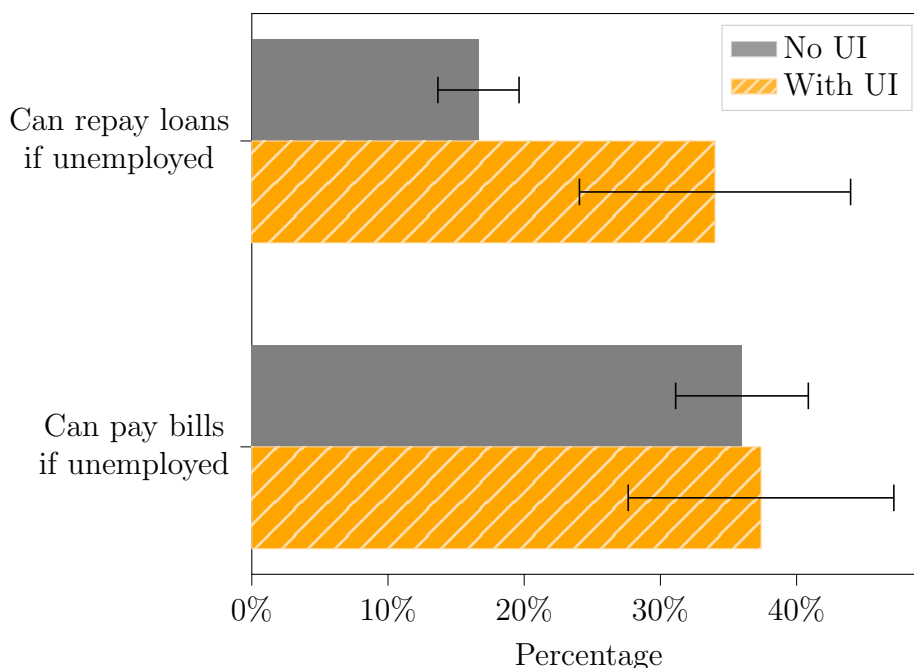 No UI
With UI
Can repay loans
if unemployed
Can pay bills
if unemployed
0%
10%
20%
30%
40%
Percentage